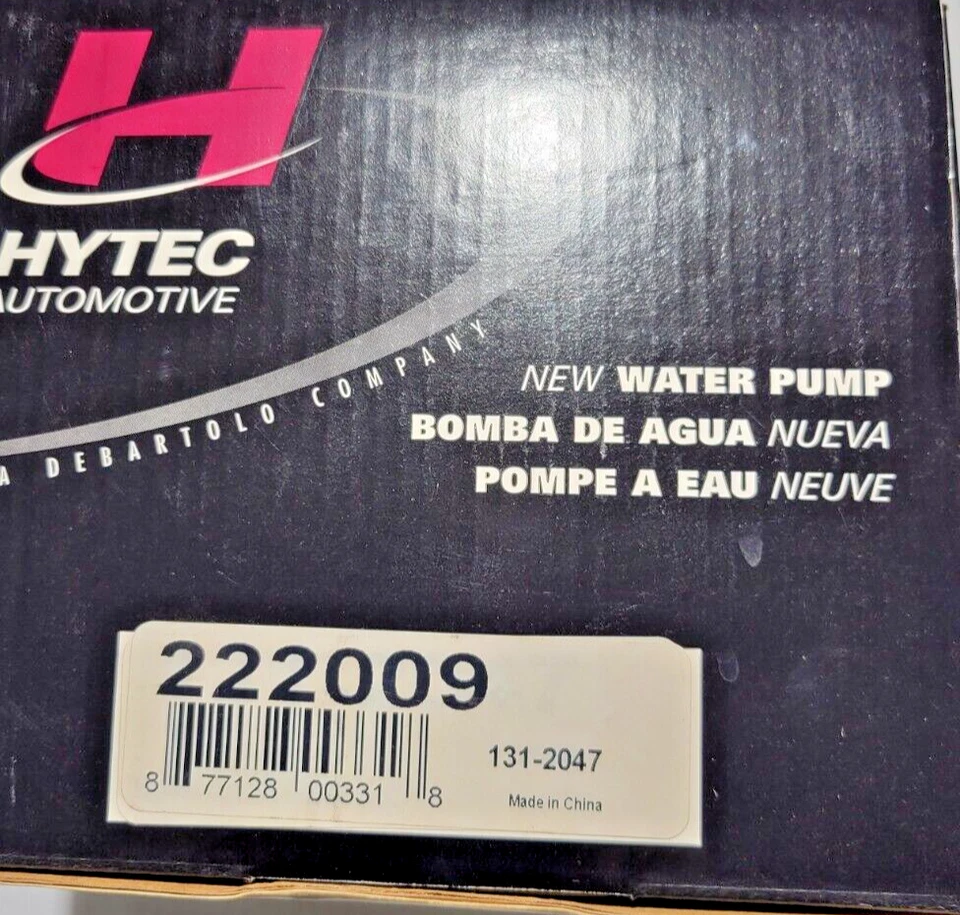 H
HYTEC
AUTOMOTIVE
A DEBARTOLO COMPANY
NEW WATER PUMP
BOMBA DE AGUA NUEVA
POMPE A EAU NEUVE
222009
131-2047
8 77128 00331 8
Made in China